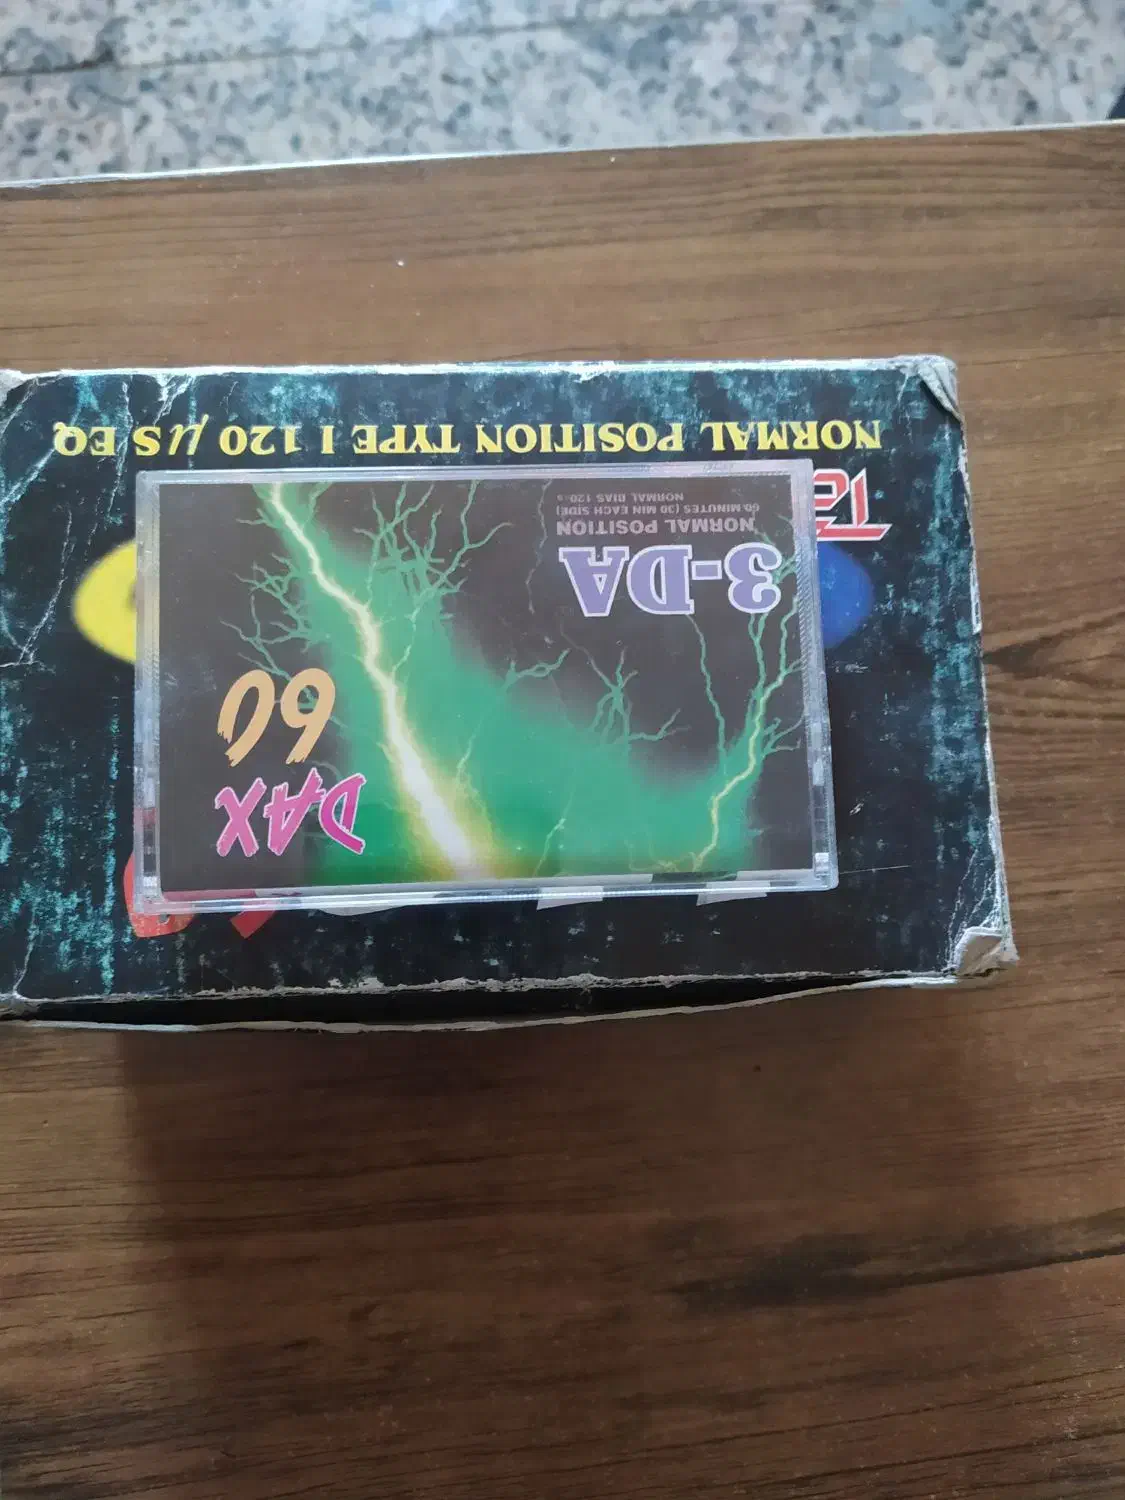 NORMAL POSITION TYPE I 120 µS EQ
3-DA
NORMAL POSITION
60 MINUTES (30 MIN EACH SIDE)
NORMAL BIAS 120µs
DAX
60